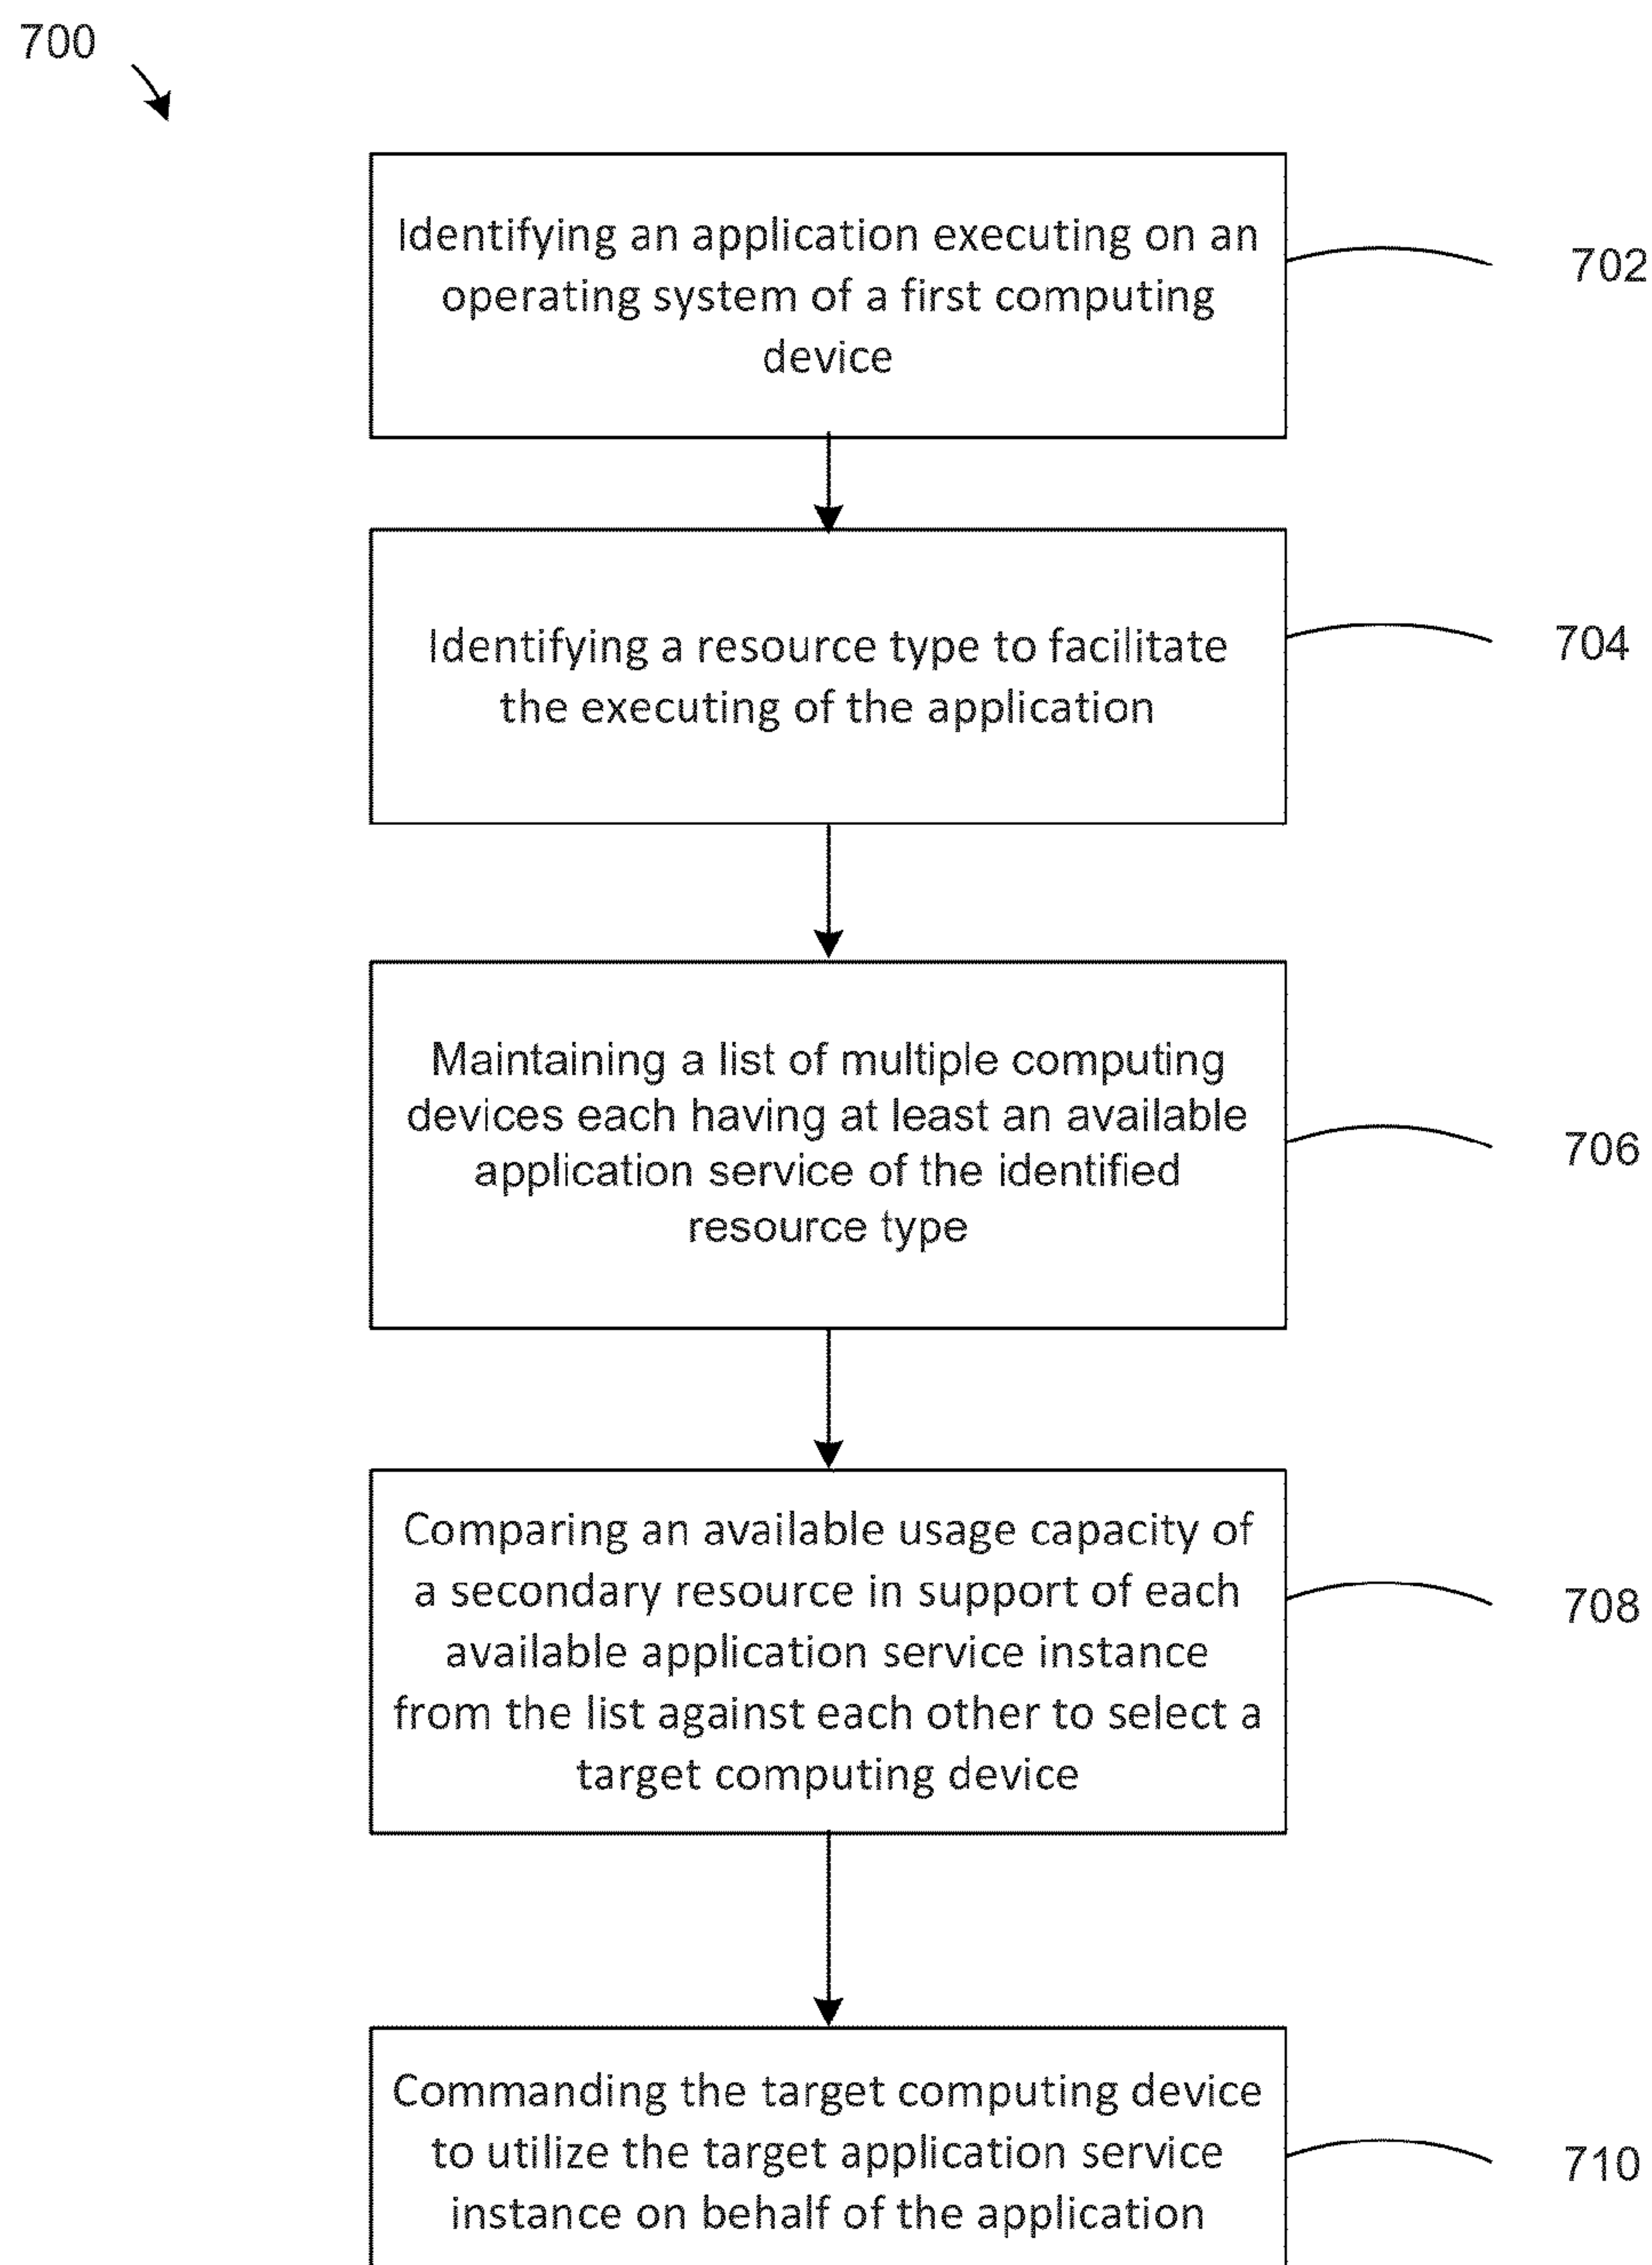 700
Identifying an application executing on an
operating system of a first computing
device
702
Identifying a resource type to facilitate
the executing of the application
704
Maintaining a list of multiple computing
devices each having at least an available
application service of the identified
resource type
706
Comparing an available usage capacity of
a secondary resource in support of each
available application service instance
from the list against each other to select a
target computing device
708
Commanding the target computing device
to utilize the target application service
instance on behalf of the application
710